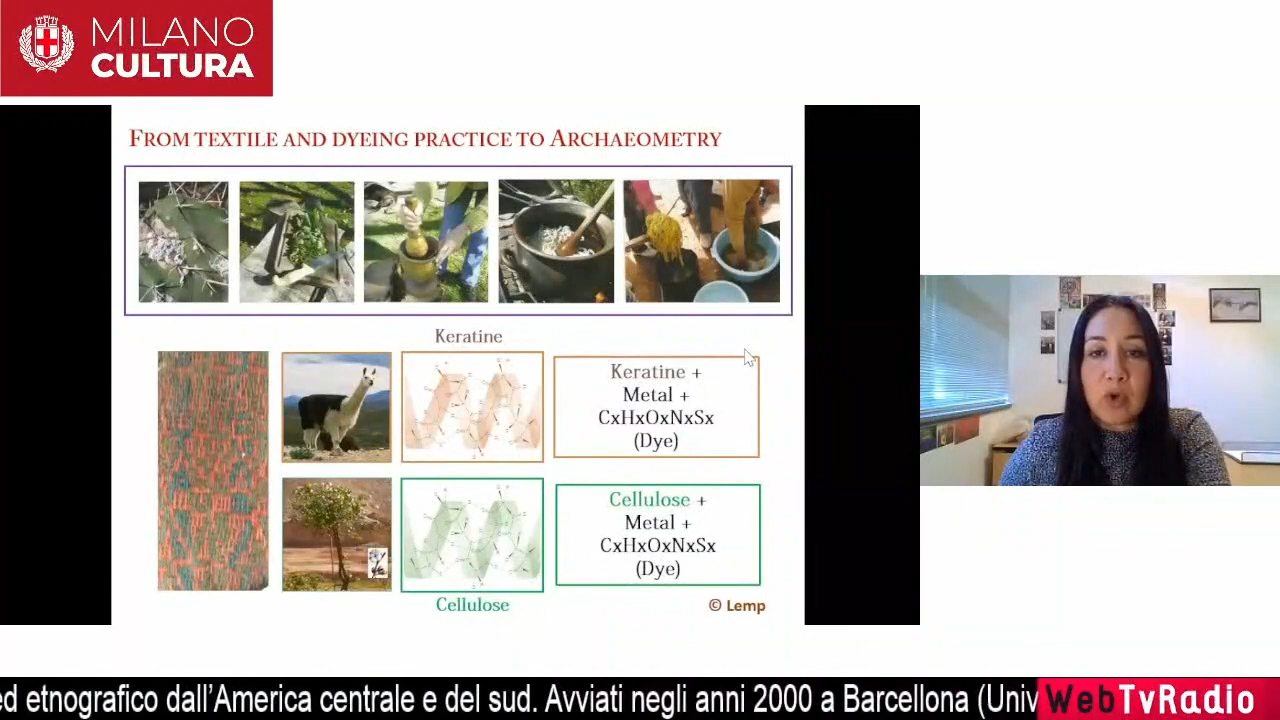 MILANO
CULTURA
FROM TEXTILE AND DYEING PRACTICE TO ARCHAEOMETRY
Keratine
Keratine +
Metal +
CxHxOxNxSx
(Dye)
Cellulose +
Metal +
CxHxOxNxSx
(Dye)
Cellulose
© Lemp
ed etnografico dall'America centrale e del sud. Avviati negli anni 2000 a Barcellona (Univ
WebTvRadio